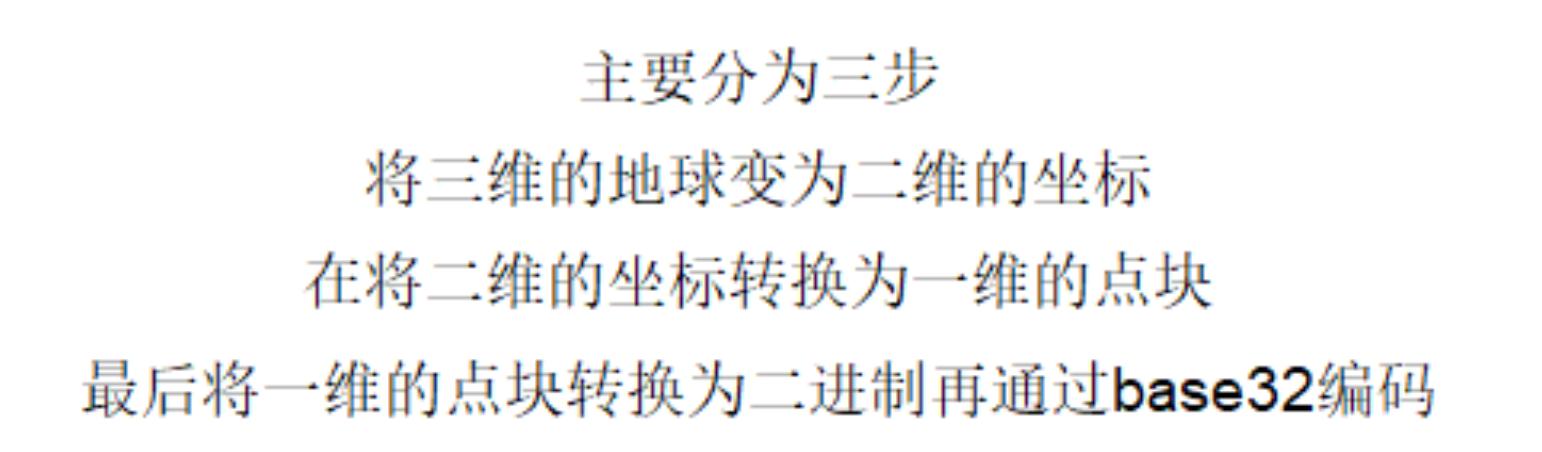 主要分为三步
将三维的地球变为二维的坐标
在将二维的坐标转换为一维的点块
最后将一维的点块转换为二进制再通过base32编码